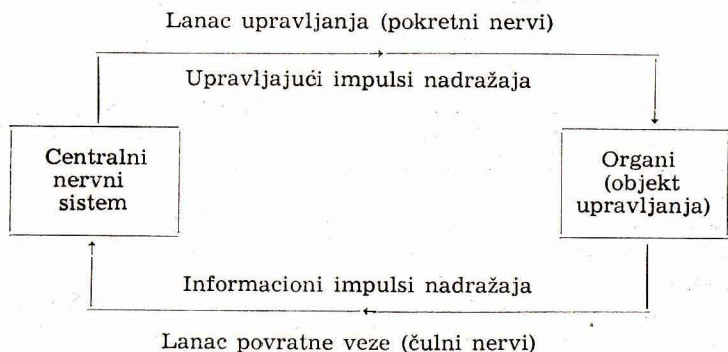 Lanac upravljanja (pokretni nervi)
Upravljajući impulsi nadražaja
Centralni
nervni
sistem
Organi
(objekt
upravljanja)
Informacioni impulsi nadražaja
Lanac povratne veze (čulni nervi)